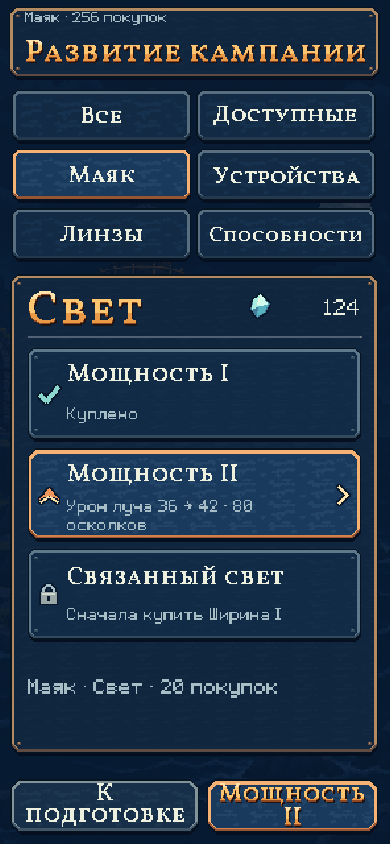 Маяк · 256 покупок
Развитие кампании
Все
Доступные
Маяк
Устройства
Линзы
Способности
Свет
124
Мощность I
Куплено
Мощность II
Урон луча 36 → 42 · 80
осколков
Связанный свет
Сначала купить Ширина I
Маяк · Свет · 20 покупок
К
подготовке
Мощность
II